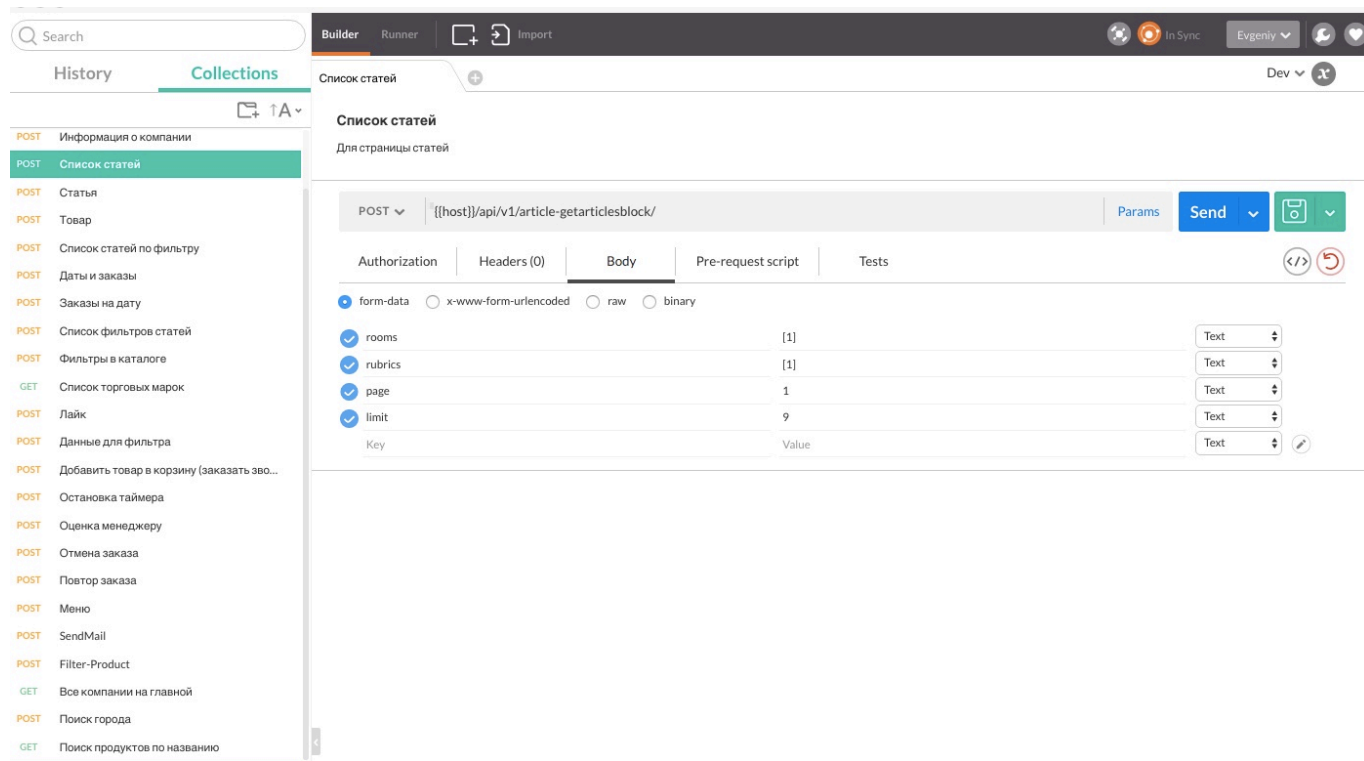 Search
History Collections
↑A
POST Информация о компании
POST Список статей
POST Статья
POST Товар
POST Список статей по фильтру
POST Даты и заказы
POST Заказы на дату
POST Список фильтров статей
POST Фильтры в каталоге
GET Список торговых марок
POST Лайк
POST Данные для фильтра
POST Добавить товар в корзину (заказать зво...
POST Остановка таймера
POST Оценка менеджеру
POST Отмена заказа
POST Повтор заказа
POST Меню
POST SendMail
POST Filter-Product
GET Все компании на главной
POST Поиск города
GET Поиск продуктов по названию
Builder Runner Import In Sync Evgeniy
Список статей Dev x
Список статей
Для страницы статей
POST {{host}}/api/v1/article-getarticlesblock/ Params Send
Authorization Headers (0) Body Pre-request script Tests </>
form-data x-www-form-urlencoded raw binary
rooms [1] Text
rubrics [1] Text
page 1 Text
limit 9 Text
Key Value Text